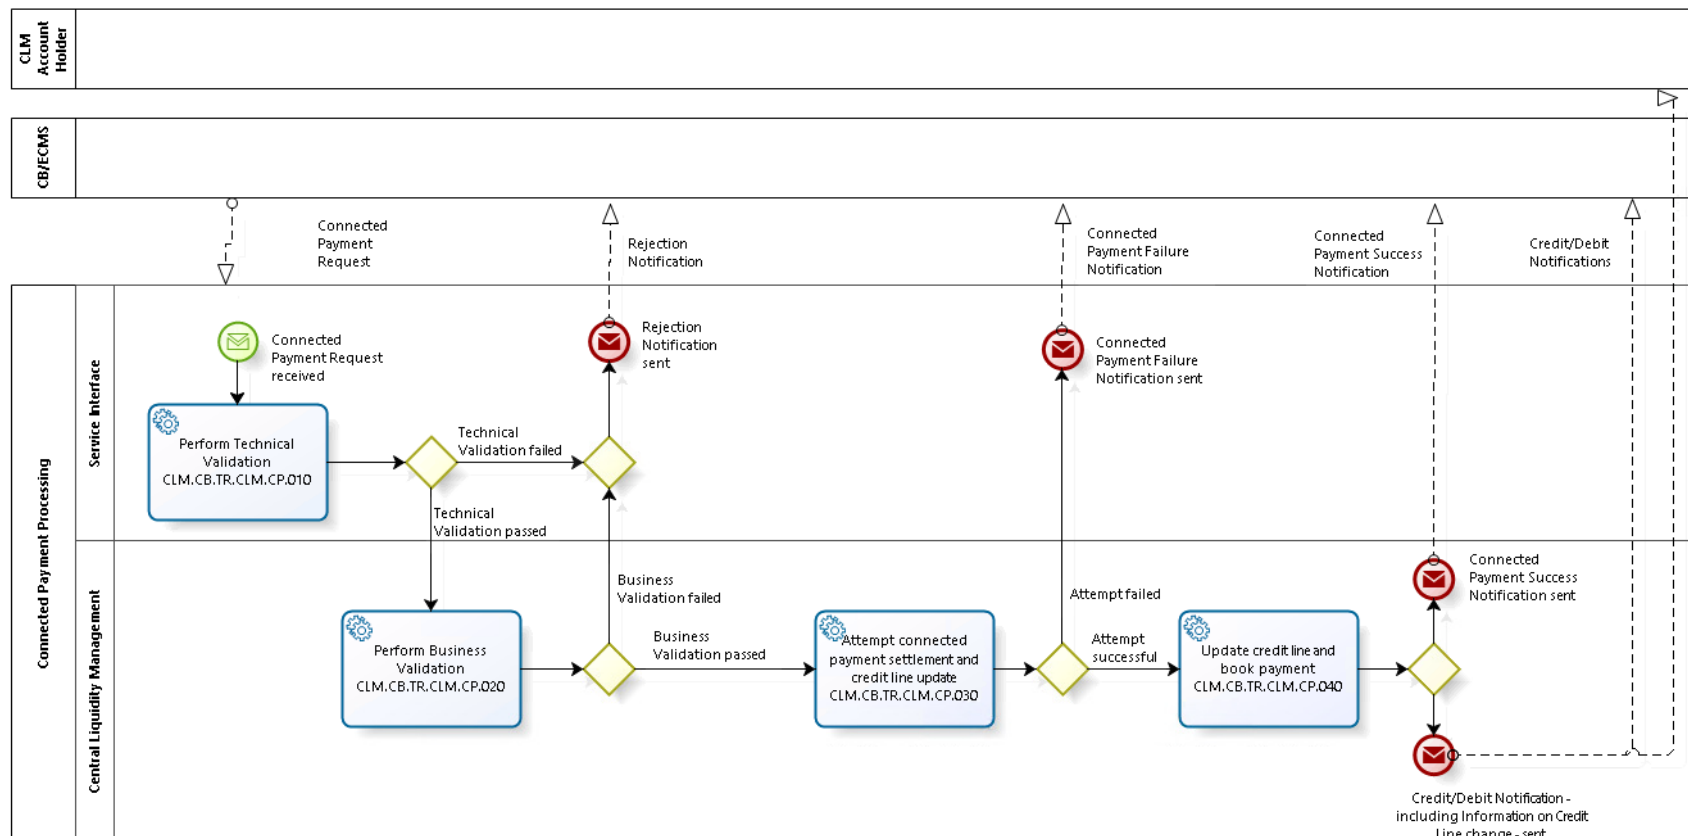 CLM
Account
Holder
CB/ECMS
Connected
Payment
Request
Rejection
Notification
Connected
Payment Failure
Notification
Connected
Payment Success
Notification
Credit/Debit
Notifications
Connected Payment Processing
Service Interface
Connected
Payment Request
received
Rejection
Notification
sent
Connected
Payment Failure
Notification sent
Perform Technical
Validation
CLM.CB.TR.CLM.CP.010
Technical
Validation failed
Technical
Validation passed
Central Liquidity Management
Perform Business
Validation
CLM.CB.TR.CLM.CP.020
Business
Validation failed
Business
Validation passed
Attempt connected
payment settlement and
credit line update
CLM.CB.TR.CLM.CP.030
Attempt failed
Attempt
successful
Update credit line and
book payment
CLM.CB.TR.CLM.CP.040
Connected
Payment Success
Notification sent
Credit/Debit Notification -
including Information on Credit
Line change - sent